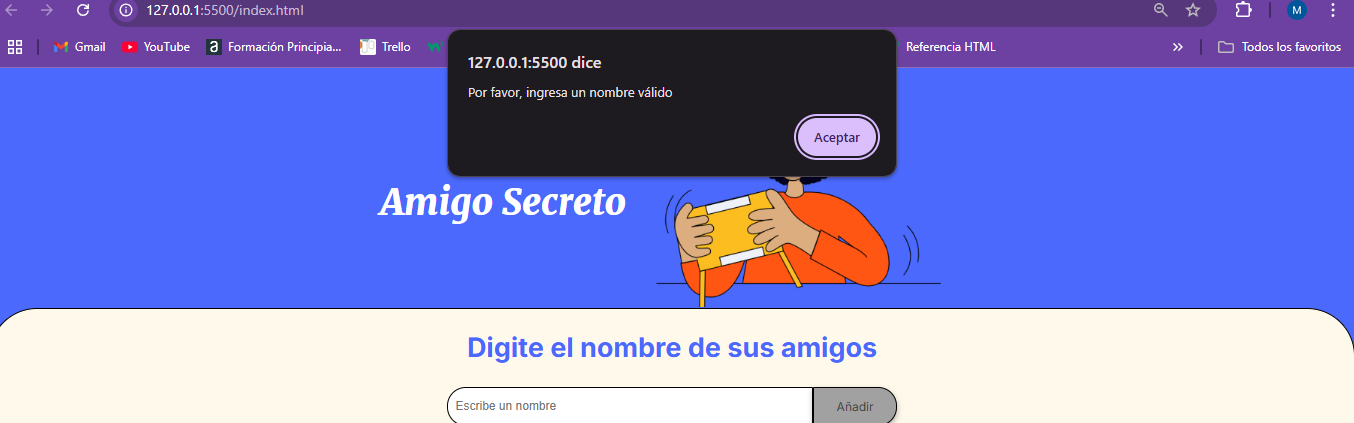 127.0.0.1:5500/index.html
M
Gmail
YouTube
Formación Principia...
Trello
Referencia HTML
Todos los favoritos
127.0.0.1:5500 dice
Por favor, ingresa un nombre válido
Aceptar
Amigo Secreto
Digite el nombre de sus amigos
Escribe un nombre
Añadir